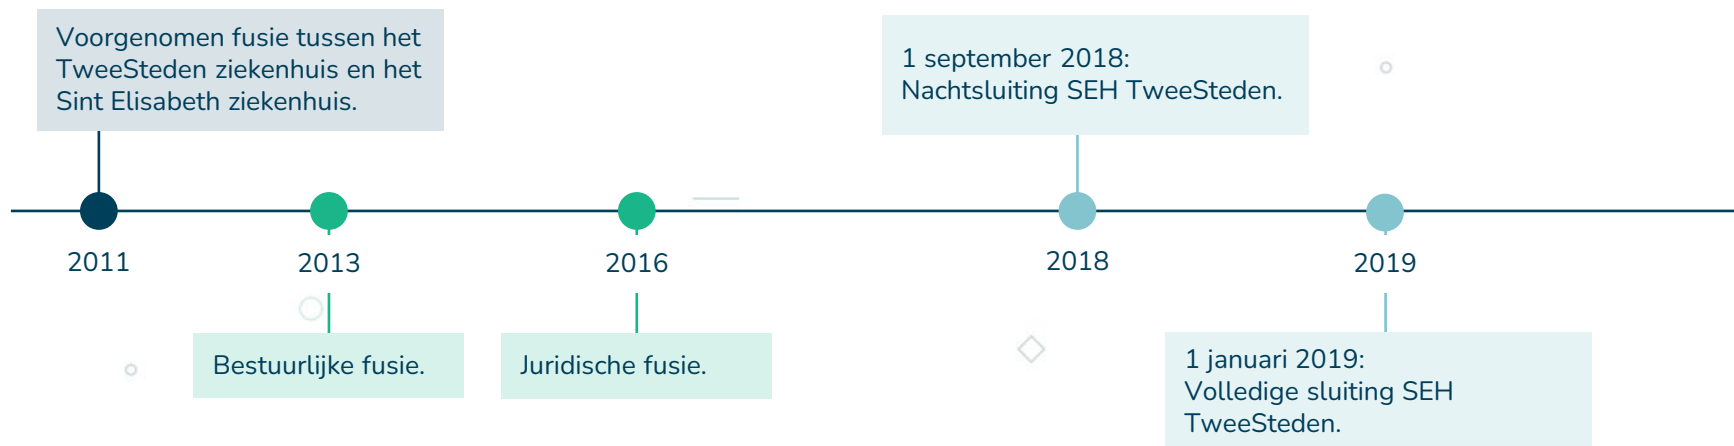 Voorgenomen fusie tussen het
TweeSteden ziekenhuis en het
Sint Elisabeth ziekenhuis.
1 september 2018:
Nachtsluiting SEH TweeSteden.
2011
2013
2016
2018
2019
Bestuurlijke fusie.
Juridische fusie.
1 januari 2019:
Volledige sluiting SEH
TweeSteden.